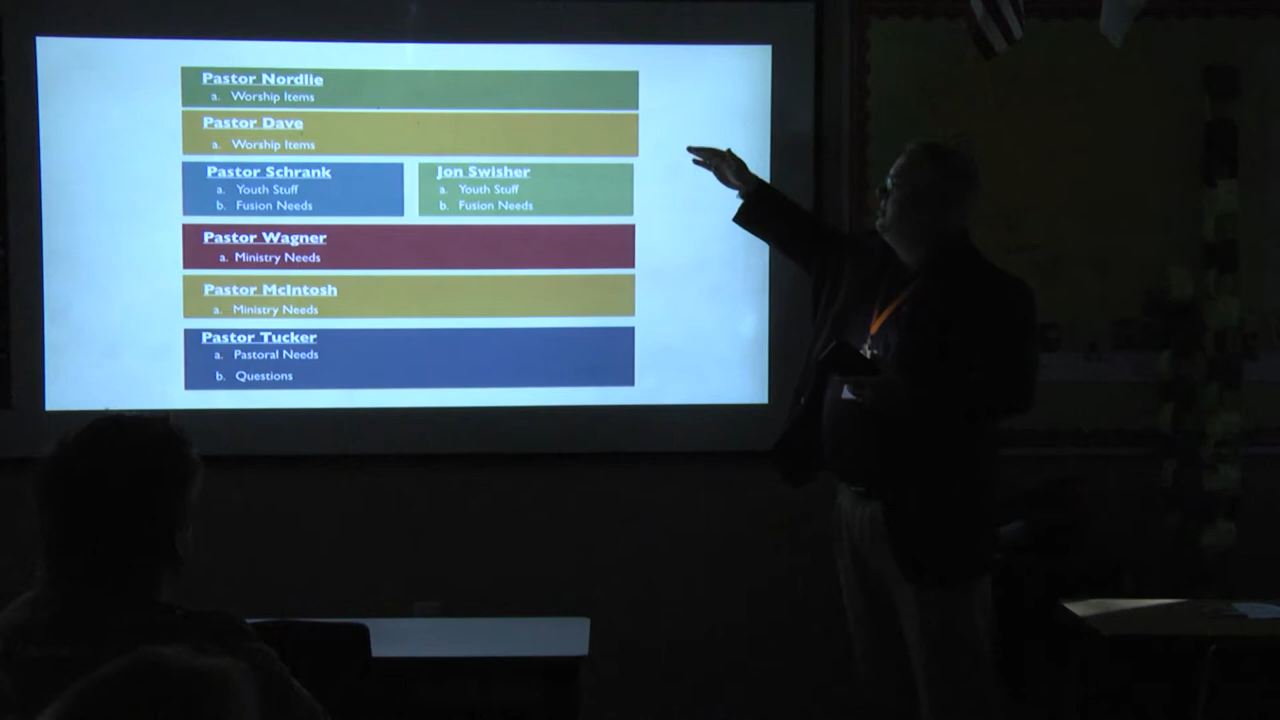 Pastor Nordlie
a. Worship Items
Pastor Dave
a. Worship Items
Pastor Schrank
a. Youth Stuff
b. Fusion Needs
Jon Swisher
a. Youth Stuff
b. Fusion Needs
Pastor Wagner
a. Ministry Needs
Pastor McIntosh
a. Ministry Needs
Pastor Tucker
a. Pastoral Needs
b. Questions